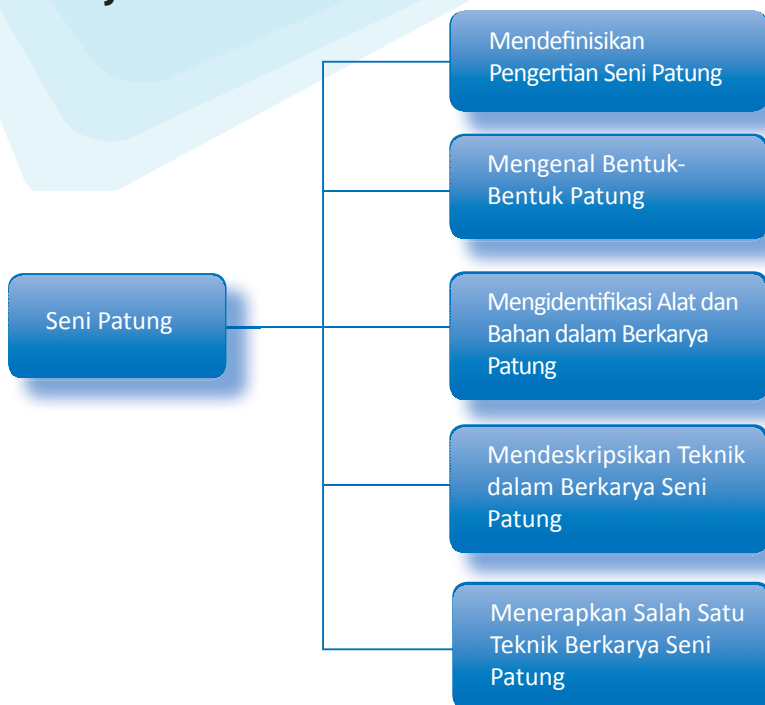 Mendefinisikan
Pengertian Seni Patung
Mengenal Bentuk-
Bentuk Patung
Seni Patung
Mengidentifikasi Alat dan
Bahan dalam Berkarya
Patung
Mendeskripsikan Teknik
dalam Berkarya Seni
Patung
Menerapkan Salah Satu
Teknik Berkarya Seni
Patung